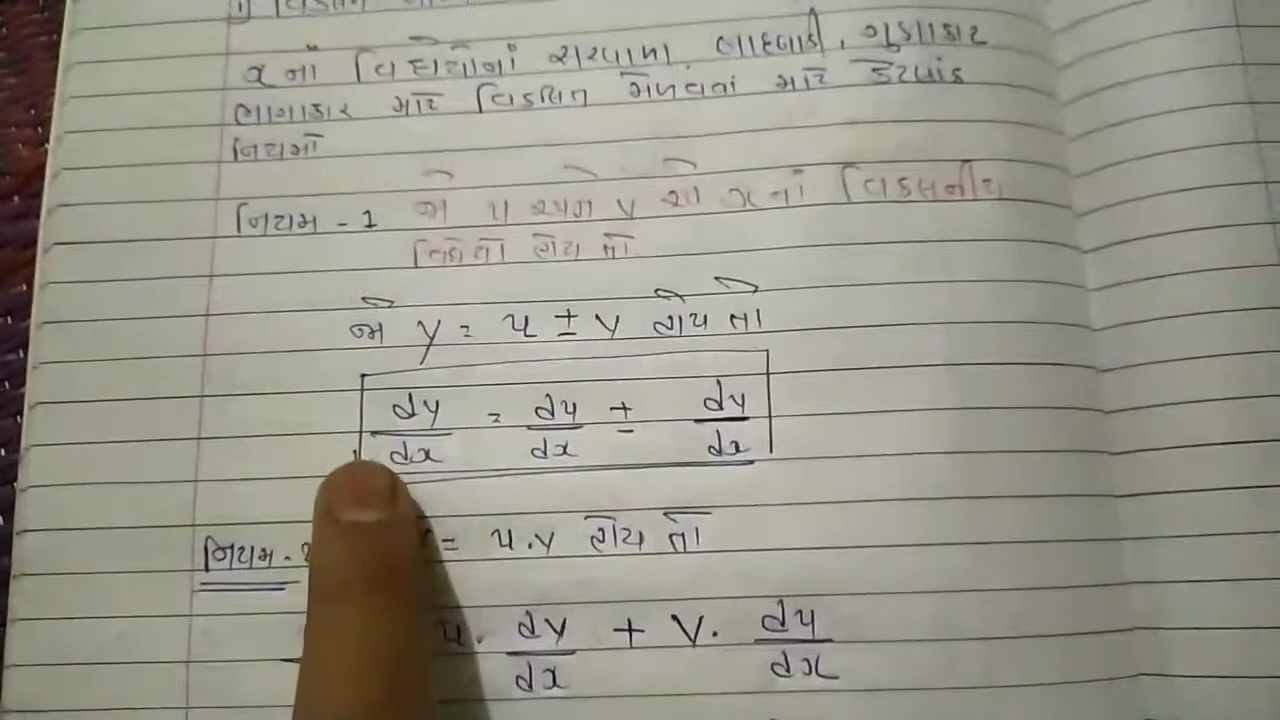 x નાં વિધેયોનાં સરવાળા, બાદબાકી, ગુણાકાર
ભાગાકાર માટે વિકલિત મેળવવાં માટે કેટલાંક
નિયમો
નિયમ - 1 જો u અને v એ x નાં વિકલનીય
વિધેયો હોય તો
જો y = u ± v હોય તો
dy/dx = du/dx ± dv/dx
નિયમ - = u . v હોય તો
u . dv/dx + v . du/dx